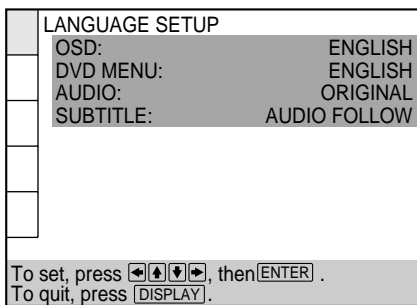 LANGUAGE SETUP
OSD: ENGLISH
DVD MENU: ENGLISH
AUDIO: ORIGINAL
SUBTITLE: AUDIO FOLLOW
To set, press ←↑↓→, then ENTER .
To quit, press DISPLAY.